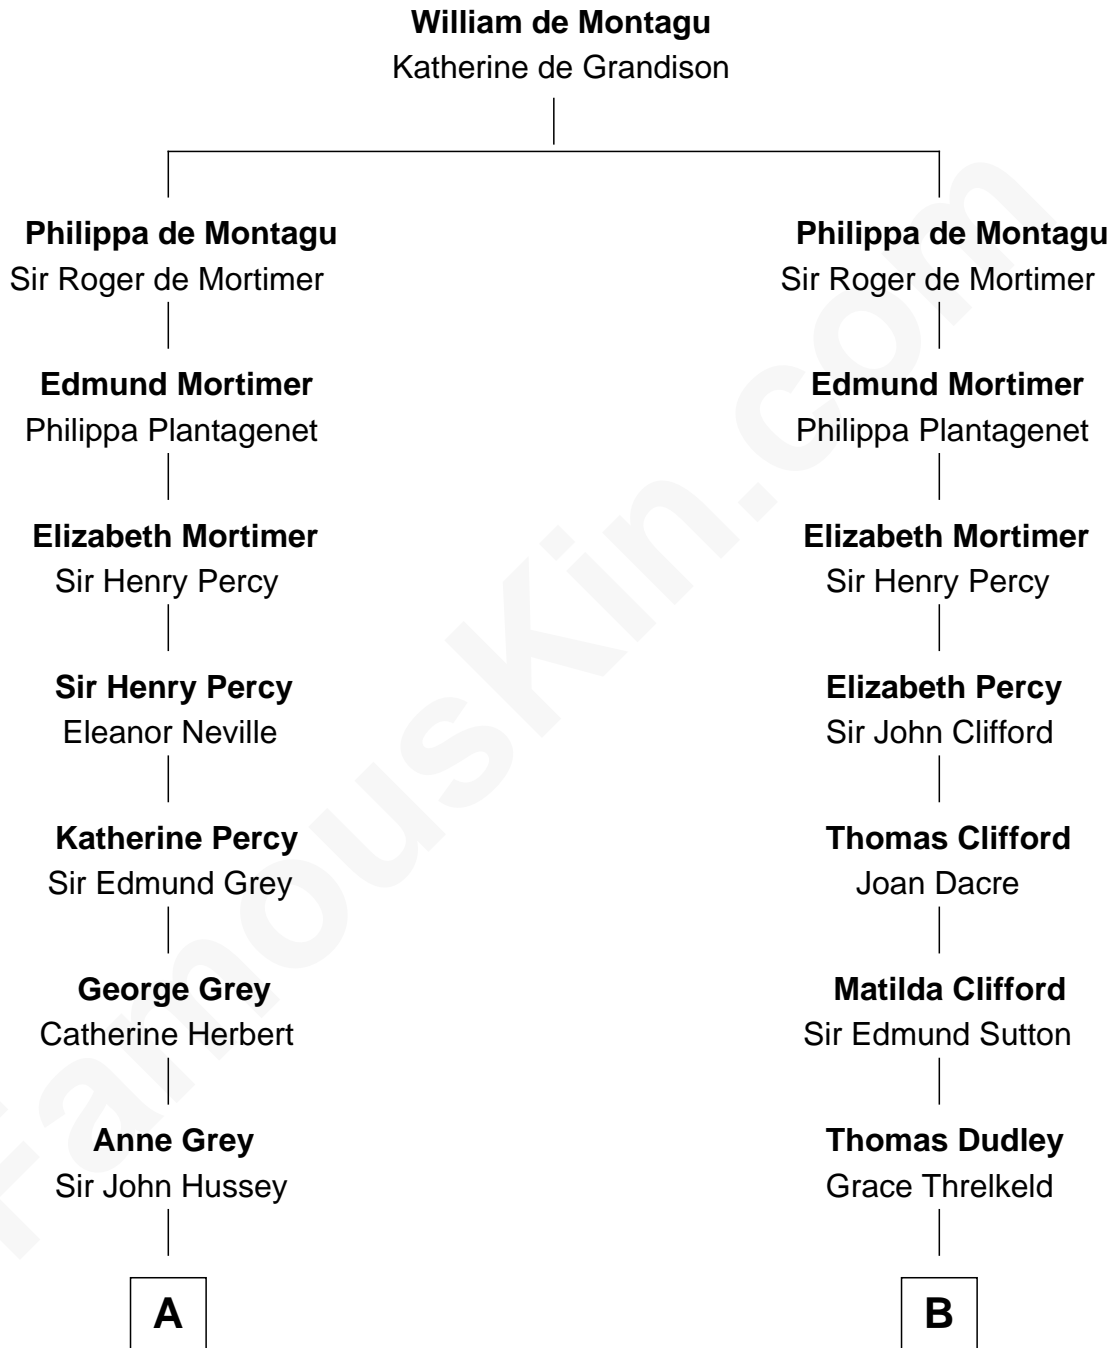 William de Montagu
Katherine de Grandison
Philippa de Montagu
Sir Roger de Mortimer
Philippa de Montagu
Sir Roger de Mortimer
Edmund Mortimer
Philippa Plantagenet
Edmund Mortimer
Philippa Plantagenet
Elizabeth Mortimer
Sir Henry Percy
Elizabeth Mortimer
Sir Henry Percy
Sir Henry Percy
Eleanor Neville
Elizabeth Percy
Sir John Clifford
Katherine Percy
Sir Edmund Grey
Thomas Clifford
Joan Dacre
George Grey
Catherine Herbert
Matilda Clifford
Sir Edmund Sutton
Anne Grey
Sir John Hussey
Thomas Dudley
Grace Threlkeld
A
B
FamousKin.com